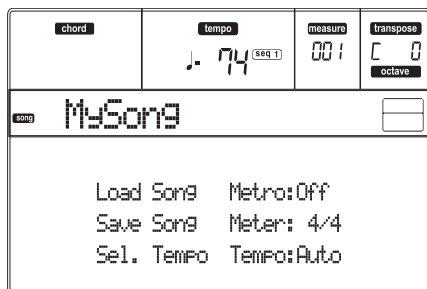 chord tempo measure transpose
♩= 74 seq 1 001 C 0
octave
song MySong
Load Song Metro:Off
Save Song Meter: 4/4
Sel. Tempo Tempo:Auto